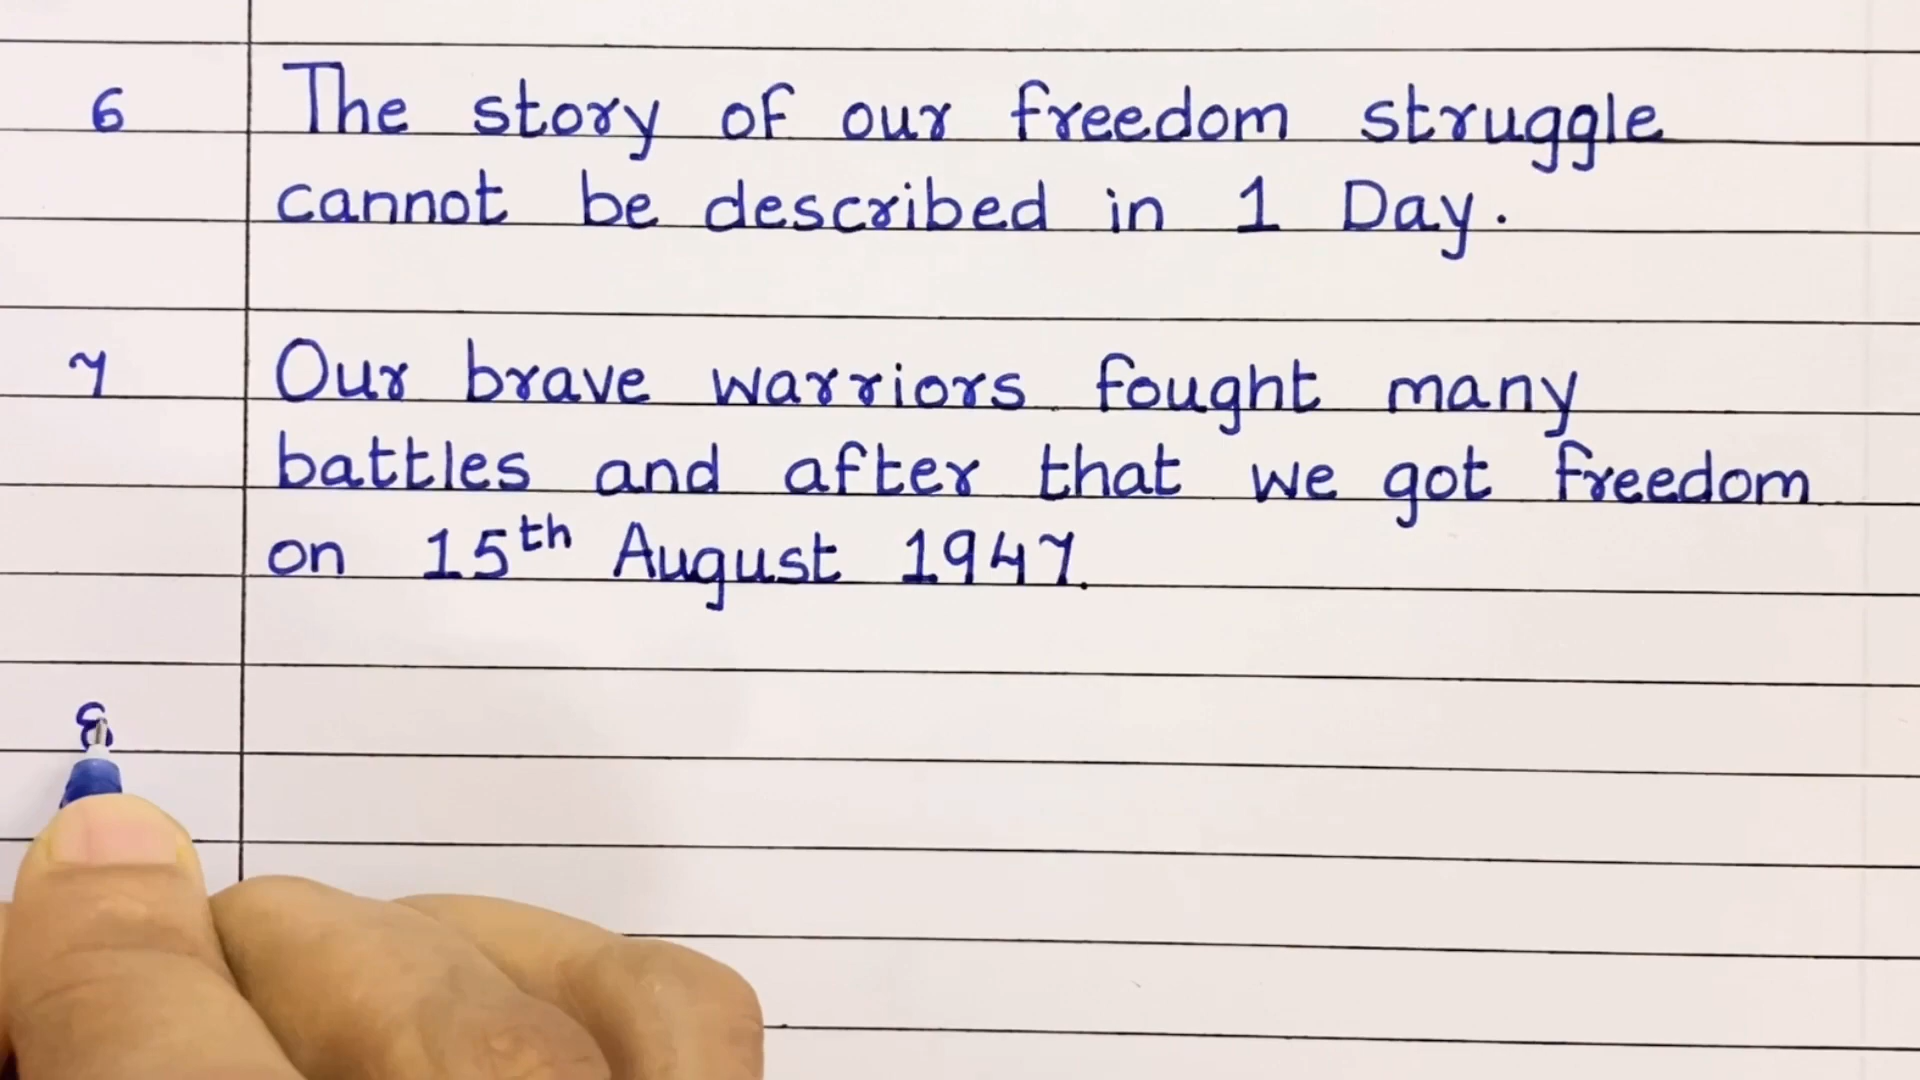 6 The story of our freedom struggle
cannot be described in 1 Day.
7 Our brave warriors fought many
battles and after that we got freedom
on 15th August 1947.
8